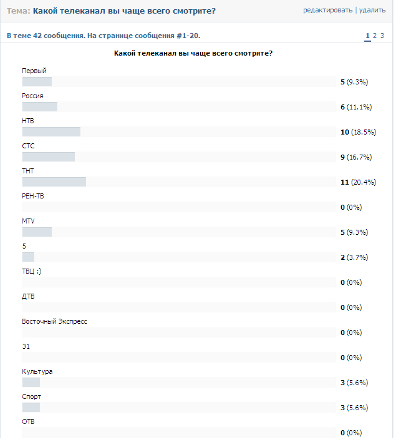 Тема: Какой телеканал вы чаще всего смотрите?
редактировать | удалить
В теме 42 сообщения. На странице сообщения #1-20.
1 2 3
Какой телеканал вы чаще всего смотрите?
Первый
5 (9.3%)
Россия
6 (11.1%)
НТВ
10 (18.5%)
СТС
9 (16.7%)
ТНТ
11 (20.4%)
РЕН-ТВ
0 (0%)
MTV
5 (9.3%)
5
2 (3.7%)
ТВЦ :)
0 (0%)
ДТВ
0 (0%)
Восточный Экспресс
0 (0%)
31
0 (0%)
Культура
3 (5.6%)
Спорт
3 (5.6%)
ОТВ
0 (0%)